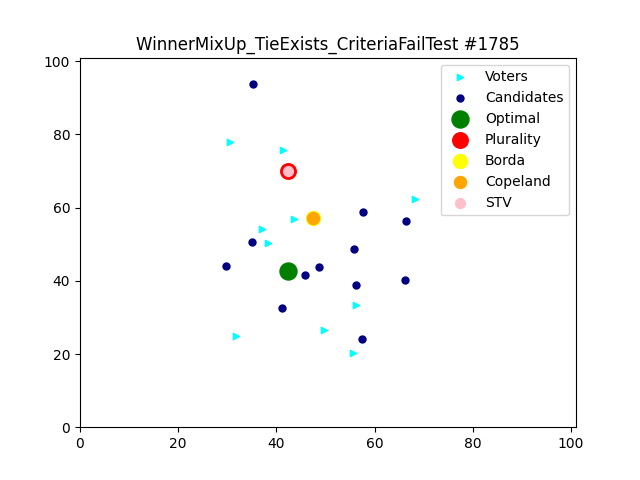 WinnerMixUp_TieExists_CriteriaFailTest #1785
100
80
60
40
20
0
0 20 40 60 80 100
Voters
Candidates
Optimal
Plurality
Borda
Copeland
STV